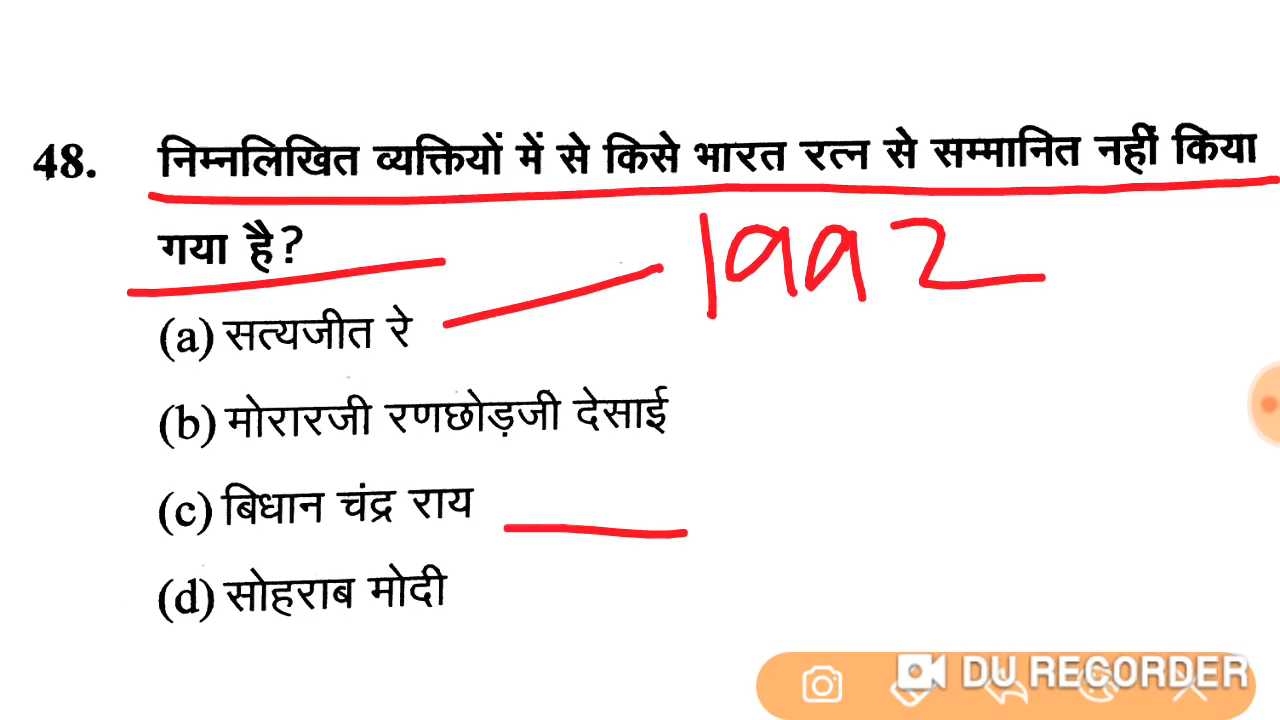 48. निम्नलिखित व्यक्तियों में से किसे भारत रत्न से सम्मानित नहीं किया
गया है?
1992
(a) सत्यजीत रे
(b) मोरारजी रणछोड़जी देसाई
(c) बिधान चंद्र राय
(d) सोहराब मोदी
DU RECORDER